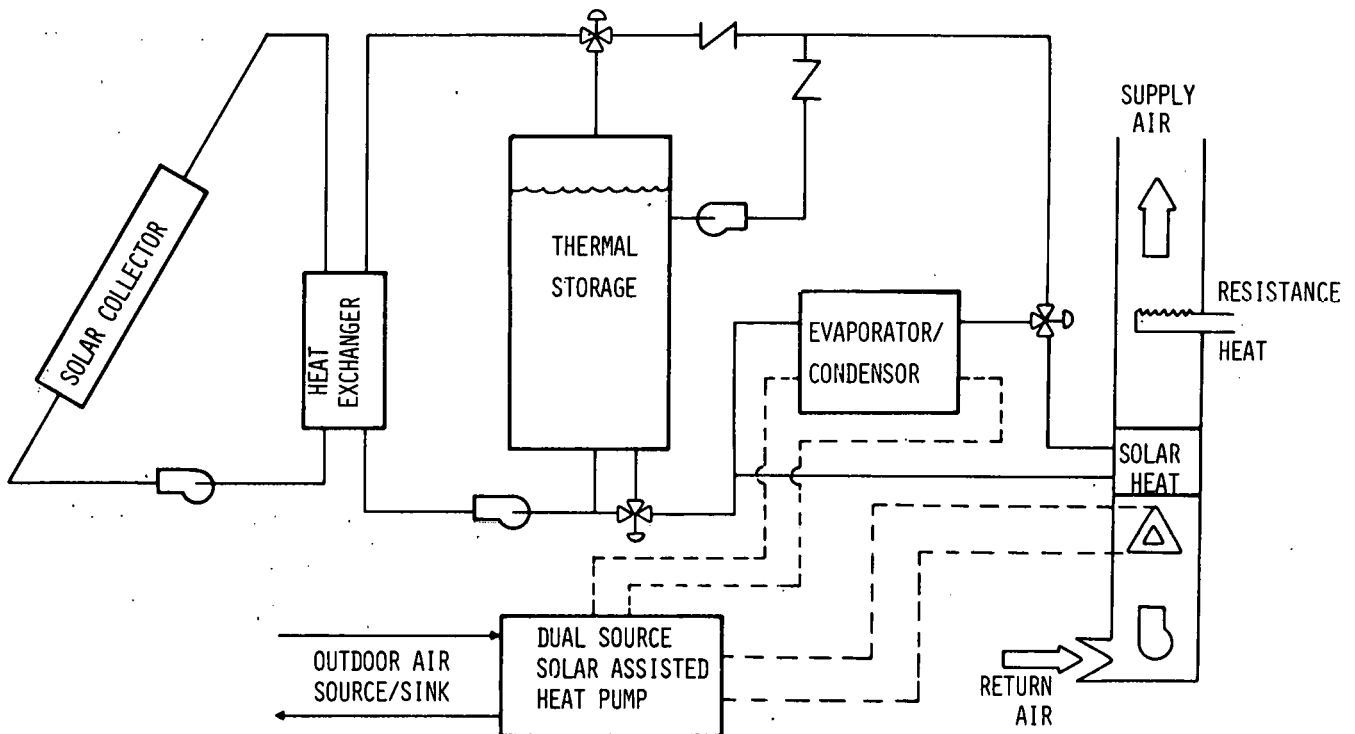 SOLAR COLLECTOR
HEAT
EXCHANGER
THERMAL
STORAGE
EVAPORATOR/
CONDENSOR
SUPPLY
AIR
RESISTANCE
HEAT
SOLAR
HEAT
DUAL SOURCE
SOLAR ASSISTED
HEAT PUMP
OUTDOOR AIR
SOURCE/SINK
RETURN
AIR